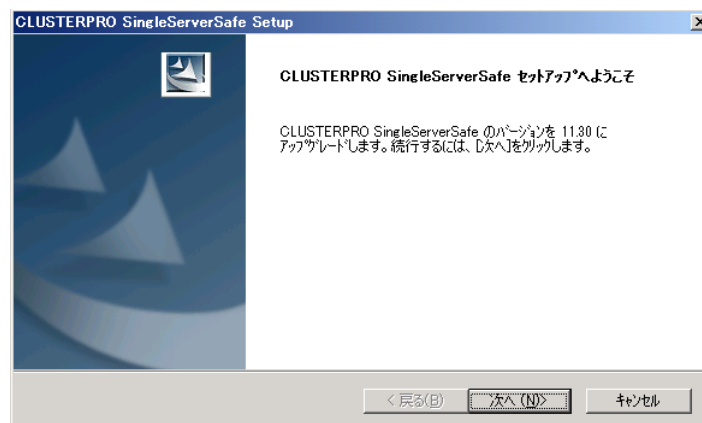 CLUSTERPRO SingleServerSafe Setup
CLUSTERPRO SingleServerSafe セットアップへようこそ
CLUSTERPRO SingleServerSafe のバージョンを 11.30 に
アップグレードします。続行するには、[次へ]をクリックします。
< 戻る(B) 次へ (N)> キャンセル